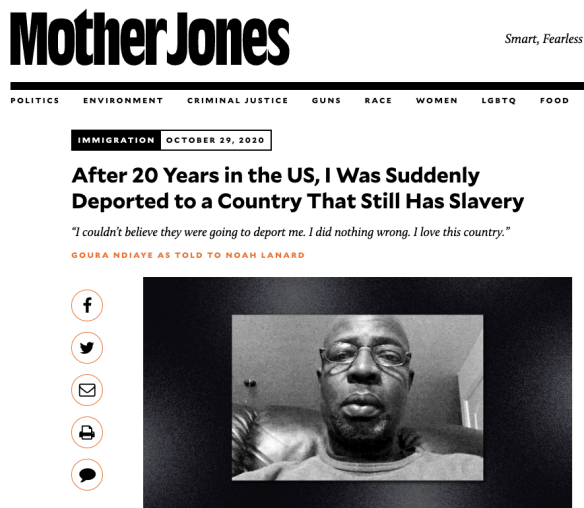 Mother Jones
Smart, Fearless
POLITICS ENVIRONMENT CRIMINAL JUSTICE GUNS RACE WOMEN LGBTQ FOOD
IMMIGRATION OCTOBER 29, 2020
After 20 Years in the US, I Was Suddenly
Deported to a Country That Still Has Slavery
“I couldn’t believe they were going to deport me. I did nothing wrong. I love this country.”
GOURA NDIAYE AS TOLD TO NOAH LANARD